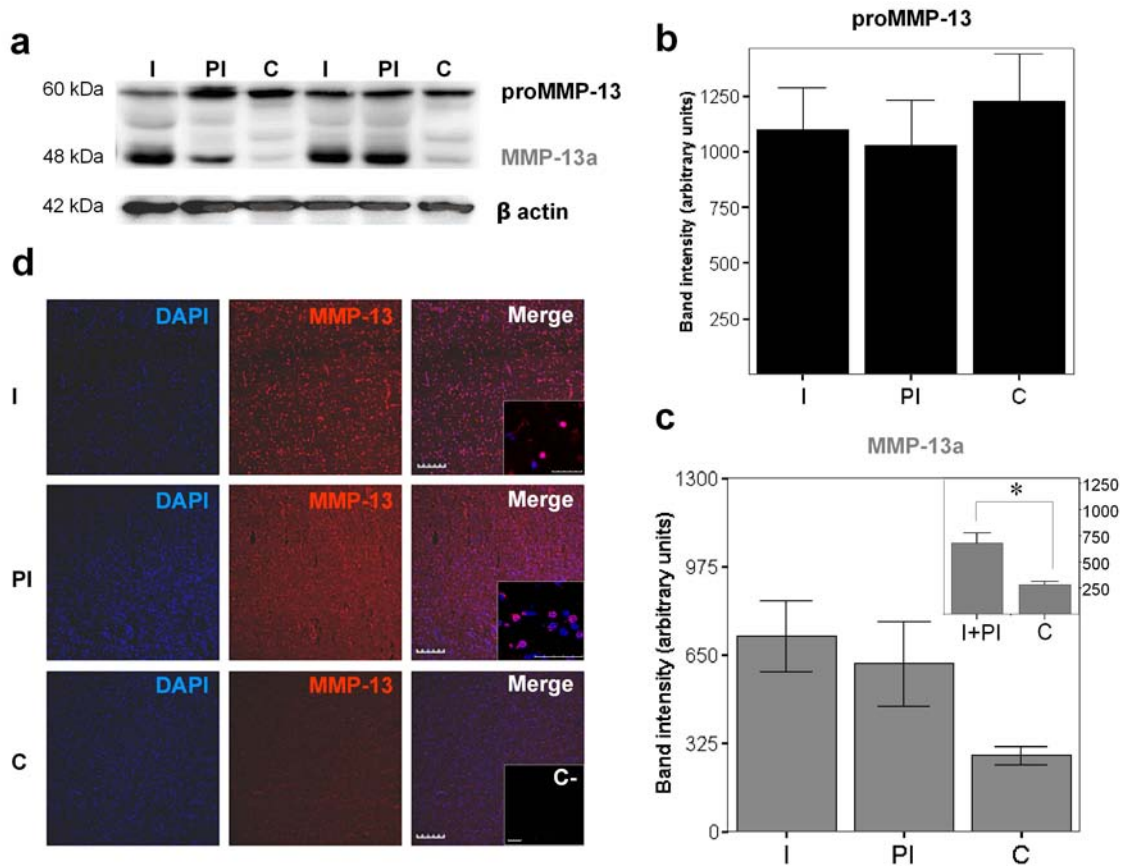 a
I PI C I PI C
60 kDa
proMMP-13
48 kDa
MMP-13a
42 kDa
β actin
b
proMMP-13
Band intensity (arbitrary units)
1250
1000
750
500
250
I PI C
c
MMP-13a
Band intensity (arbitrary units)
1300
975
650
325
0
I PI C
*
1250
1000
750
500
250
I+PI C
d
I
DAPI
MMP-13
Merge
PI
DAPI
MMP-13
Merge
C
DAPI
MMP-13
Merge
C-